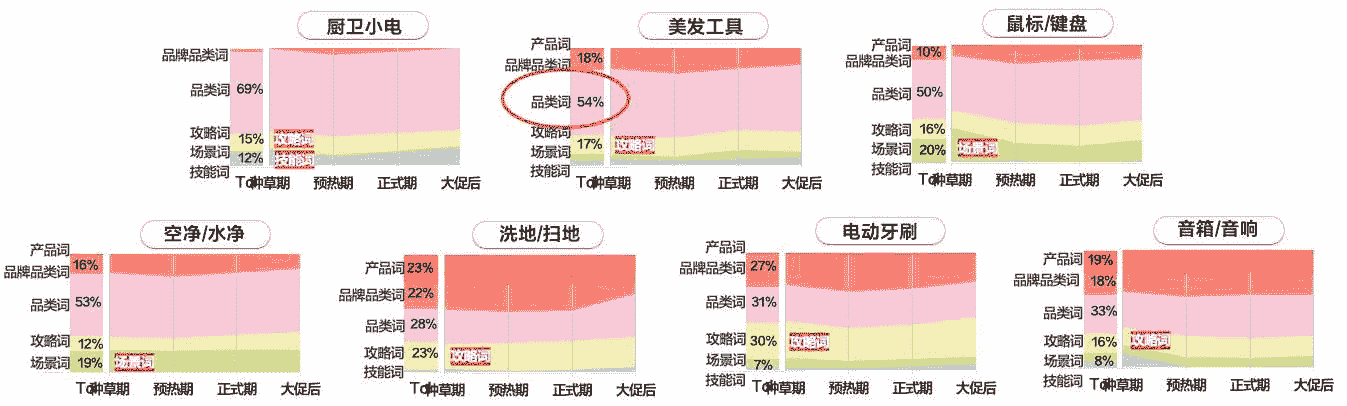 厨卫小电
品牌品类词
品类词 69%
攻略词 15% 攻略词
场景词 12% 技能词
种草期 预热期 正式期 大促后
美发工具
产品词 18%
品牌品类词
品类词 54%
攻略词 17% 攻略词
场景词
技能词
种草期 预热期 正式期 大促后
鼠标/键盘
产品词 10%
品牌品类词
品类词 50%
攻略词 16%
场景词 20% 场景词
技能词
种草期 预热期 正式期 大促后
空净/水净
产品词 16%
品牌品类词
品类词 53%
攻略词 12%
场景词 19% 场景词
种草期 预热期 正式期 大促后
洗地/扫地
产品词 23%
品牌品类词 22%
品类词 28%
攻略词 23% 攻略词
技能词
种草期 预热期 正式期 大促后
电动牙刷
产品词
品牌品类词 27%
品类词 31%
攻略词 30% 攻略词
场景词 7%
技能词
种草期 预热期 正式期 大促后
音箱/音响
产品词 19%
品牌品类词 18%
品类词 33%
攻略词 16% 攻略词
场景词 8%
技能词
种草期 预热期 正式期 大促后